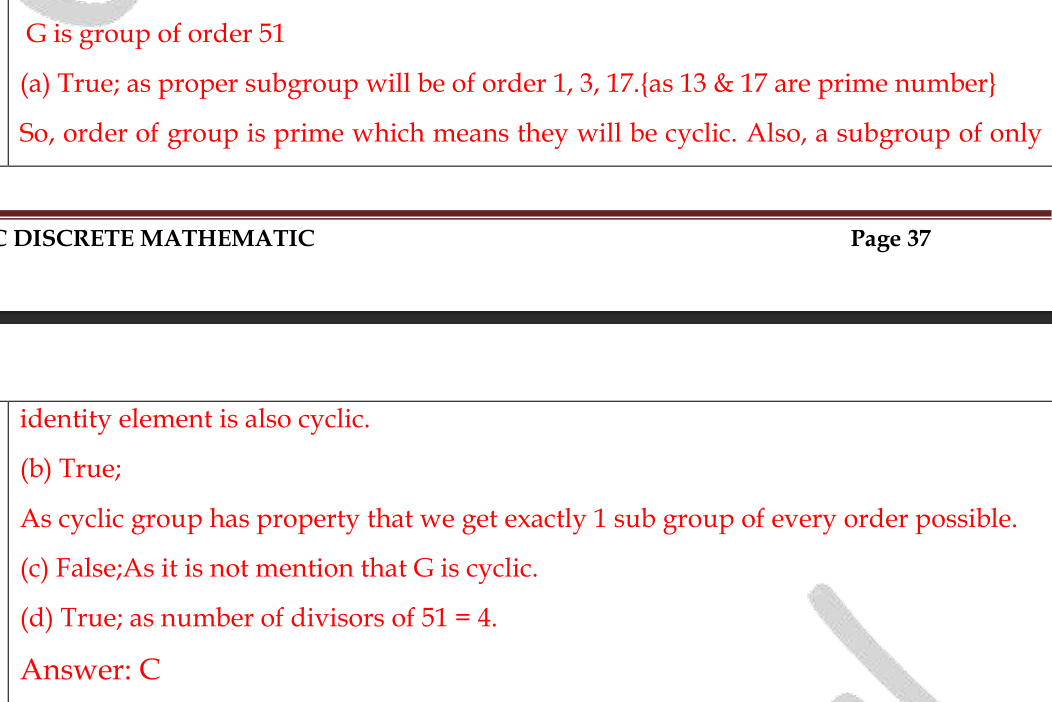 G is group of order 51
(a) True; as proper subgroup will be of order 1, 3, 17.{as 13 & 17 are prime number}
So, order of group is prime which means they will be cyclic. Also, a subgroup of only
C DISCRETE MATHEMATIC Page 37
identity element is also cyclic.
(b) True;
As cyclic group has property that we get exactly 1 sub group of every order possible.
(c) False;As it is not mention that G is cyclic.
(d) True; as number of divisors of 51 = 4.
Answer: C